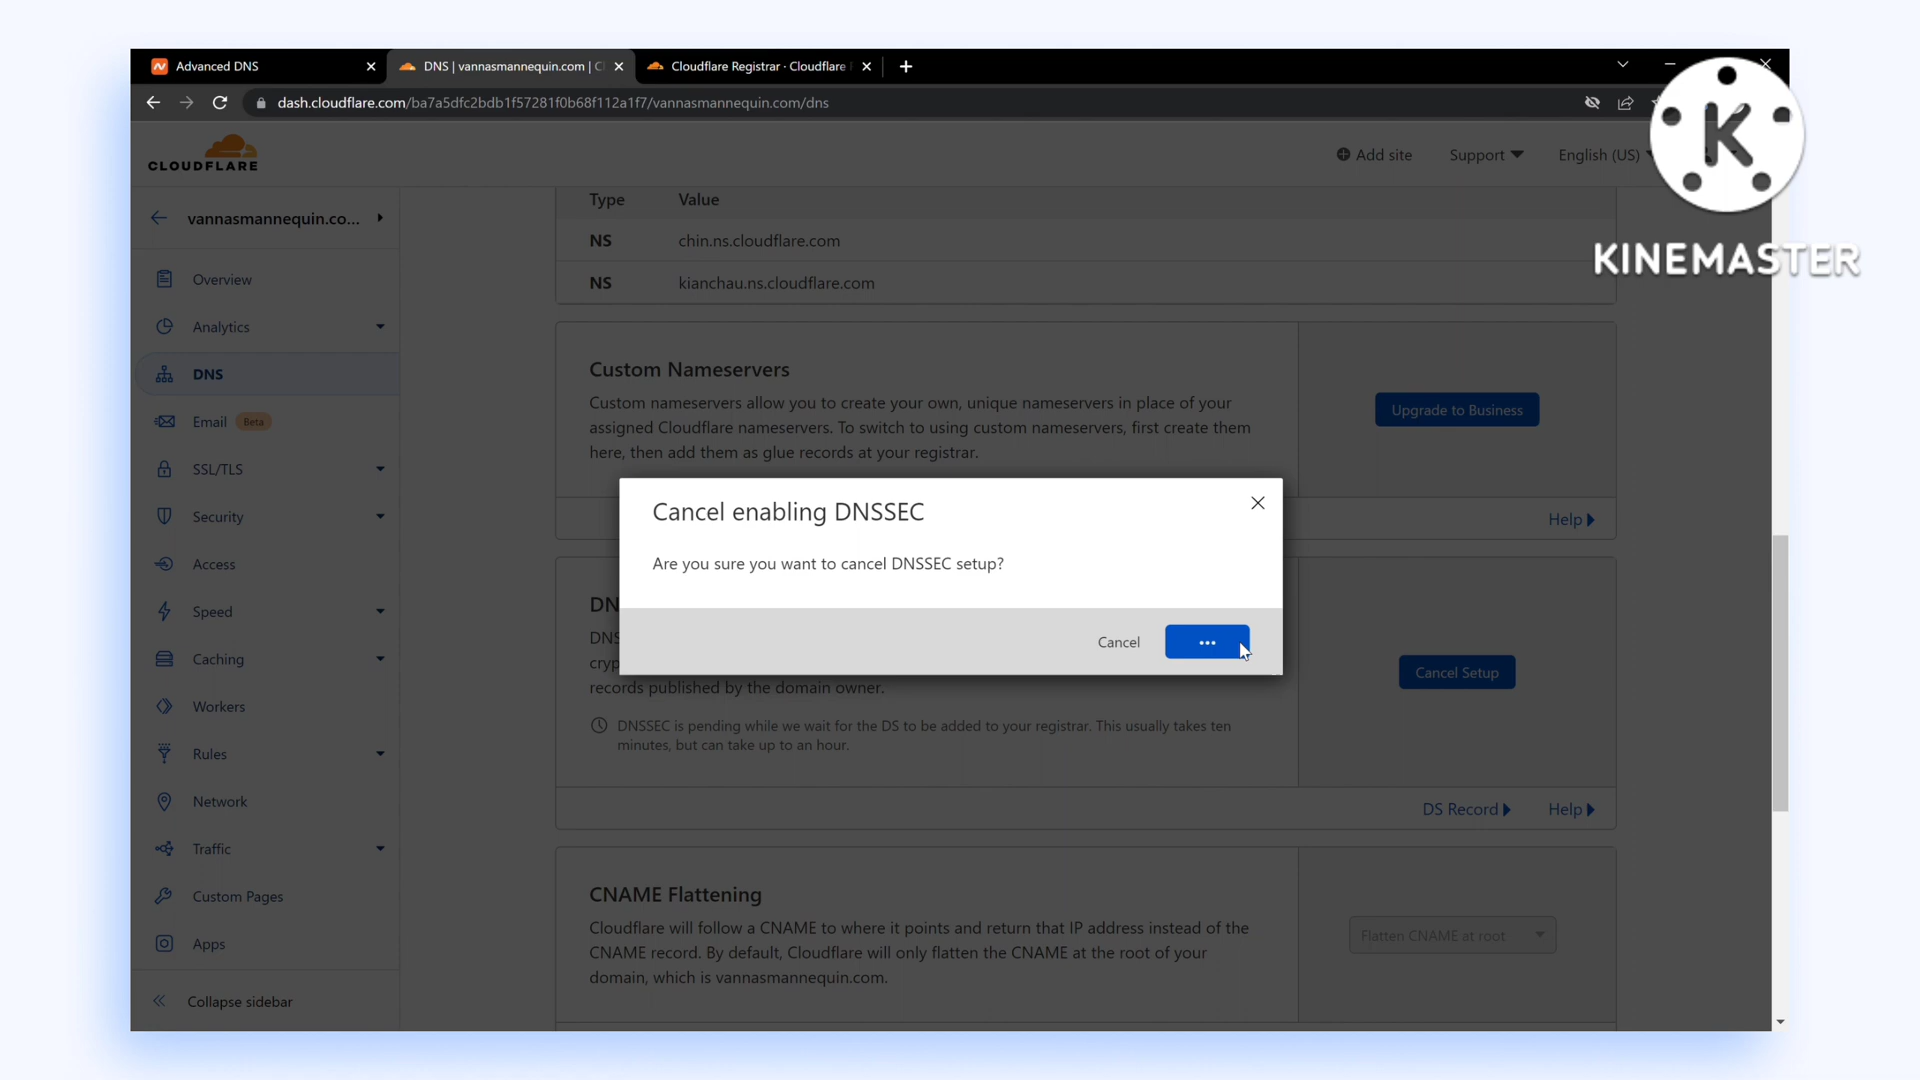 Advanced DNS
DNS | vannasmannequin.com | C
Cloudflare Registrar · Cloudflare
dash.cloudflare.com/ba7a5dfc2bdb1f57281f0b68f112a1f7/vannasmannequin.com/dns
K
KINEMASTER
CLOUDFLARE
Add site
Support
English (US)
vannasmannequin.co...
Overview
Analytics
DNS
Email Beta
SSL/TLS
Security
Access
Speed
Caching
Workers
Rules
Network
Traffic
Custom Pages
Apps
Collapse sidebar
Type Value
NS chin.ns.cloudflare.com
NS kianchau.ns.cloudflare.com
Custom Nameservers
Custom nameservers allow you to create your own, unique nameservers in place of your
assigned Cloudflare nameservers. To switch to using custom nameservers, first create them
here, then add them as glue records at your registrar.
Upgrade to Business
Help
Cancel enabling DNSSEC
Are you sure you want to cancel DNSSEC setup?
Cancel
...
DN
DNS
cryp
records published by the domain owner.
DNSSEC is pending while we wait for the DS to be added to your registrar. This usually takes ten
minutes, but can take up to an hour.
Cancel Setup
DS Record
Help
CNAME Flattening
Cloudflare will follow a CNAME to where it points and return that IP address instead of the
CNAME record. By default, Cloudflare will only flatten the CNAME at the root of your
domain, which is vannasmannequin.com.
Flatten CNAME at root